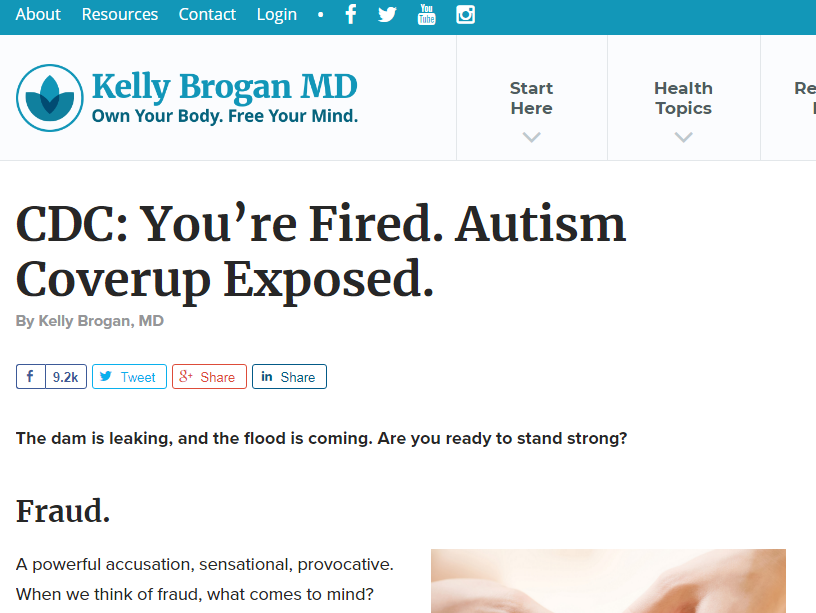 About Resources Contact Login •
Kelly Brogan MD
Own Your Body. Free Your Mind.
Start
Here
Health
Topics
CDC: You’re Fired. Autism
Coverup Exposed.
By Kelly Brogan, MD
f 9.2k Tweet g+ Share in Share
The dam is leaking, and the flood is coming. Are you ready to stand strong?
Fraud.
A powerful accusation, sensational, provocative.
When we think of fraud, what comes to mind?